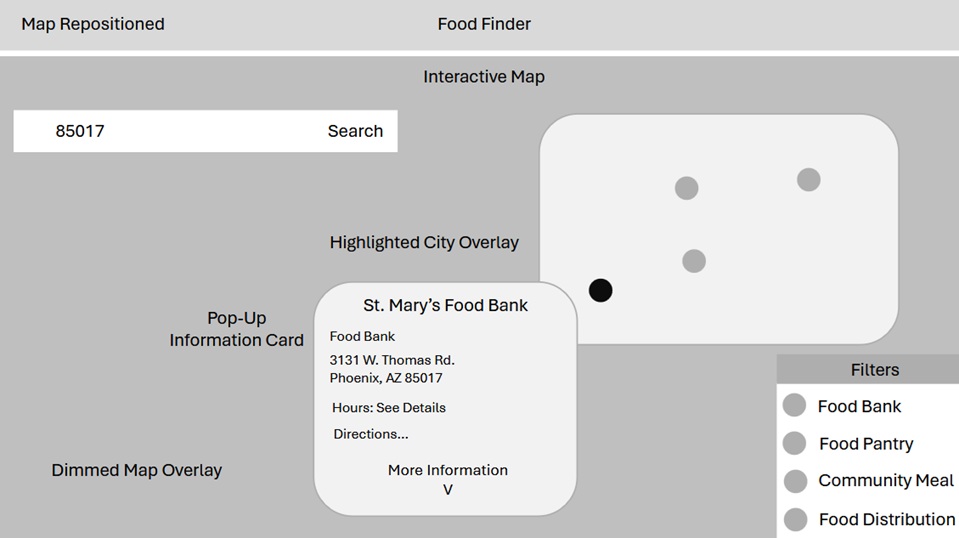 Map Repositioned
Food Finder
Interactive Map
85017
Search
Highlighted City Overlay
Pop-Up
Information Card
St. Mary’s Food Bank
Food Bank
3131 W. Thomas Rd.
Phoenix, AZ 85017
Hours: See Details
Directions...
More Information
V
Dimmed Map Overlay
Filters
Food Bank
Food Pantry
Community Meal
Food Distribution